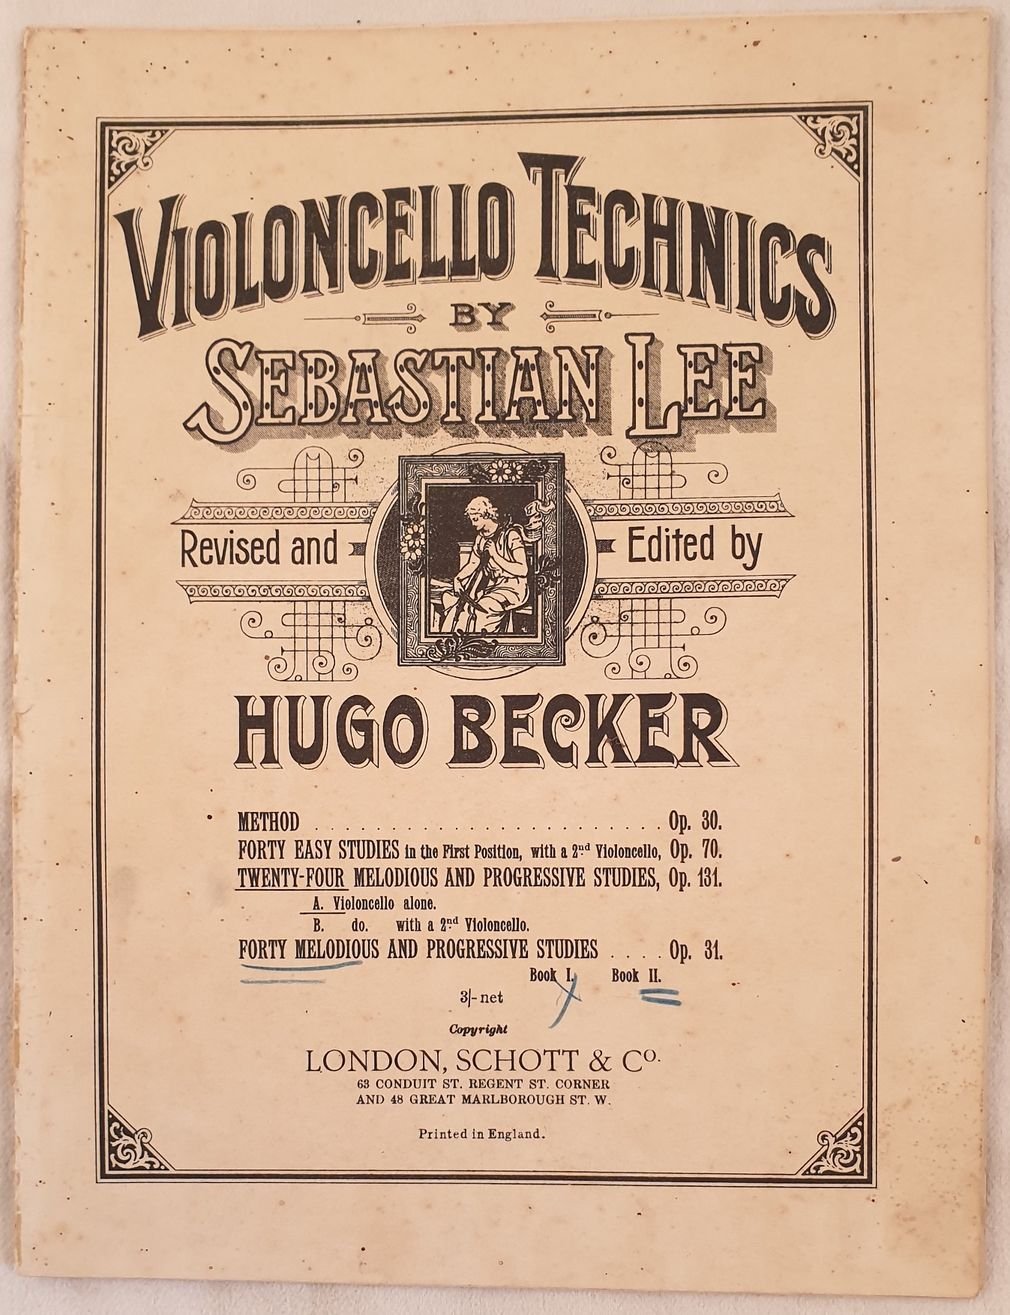 VIOLONCELLO TECHNICS
BY
SEBASTIAN LEE
Revised and Edited by
HUGO BECKER
METHOD . . . . . . . . . . . . . . . . . . . . . . . . . Op. 30.
FORTY EASY STUDIES in the First Position, with a 2nd Violoncello, Op. 70.
TWENTY-FOUR MELODIOUS AND PROGRESSIVE STUDIES, Op. 131.
A. Violoncello alone.
B. do. with a 2nd Violoncello.
FORTY MELODIOUS AND PROGRESSIVE STUDIES . . . . Op. 31.
Book I. Book II.
3/- net
Copyright
LONDON, SCHOTT & Co.
63 CONDUIT ST. REGENT ST. CORNER
AND 48 GREAT MARLBOROUGH ST. W.
Printed in England.